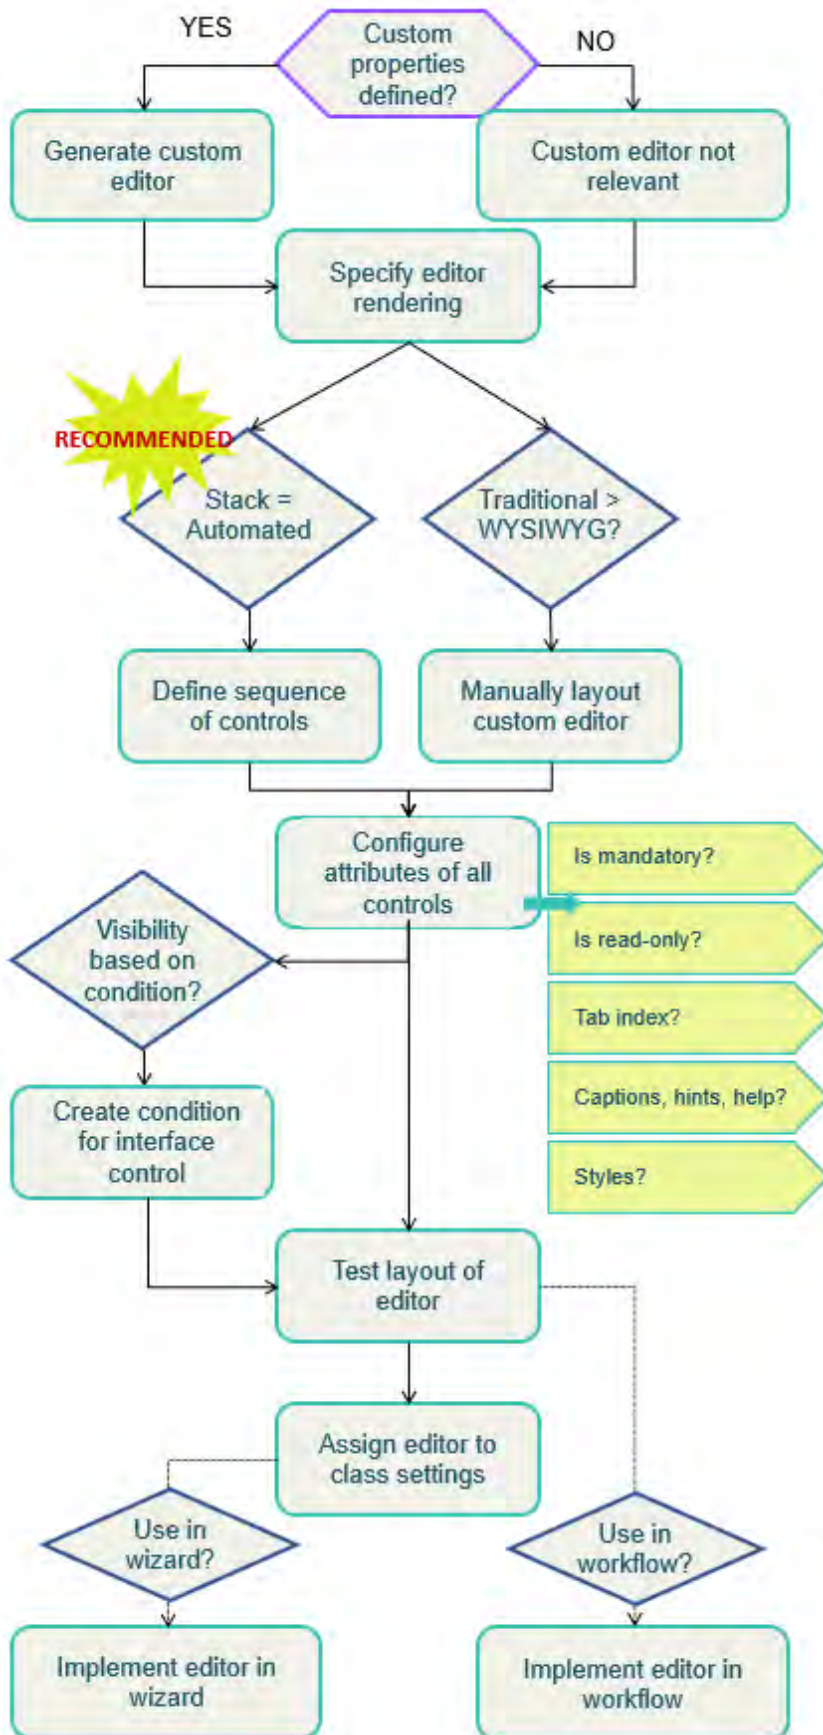 YES
Custom
properties
defined?
NO
Generate custom
editor
Custom editor not
relevant
Specify editor
rendering
RECOMMENDED
Stack =
Automated
Traditional >
WYSIWYG?
Define sequence
of controls
Manually layout
custom editor
Configure
attributes of all
controls
Is mandatory?
Visibility
based on
condition?
Is read-only?
Tab index?
Create condition
for interface
control
Captions, hints, help?
Styles?
Test layout of
editor
Assign editor to
class settings
Use in
wizard?
Use in
workflow?
Implement editor in
wizard
Implement editor in
workflow